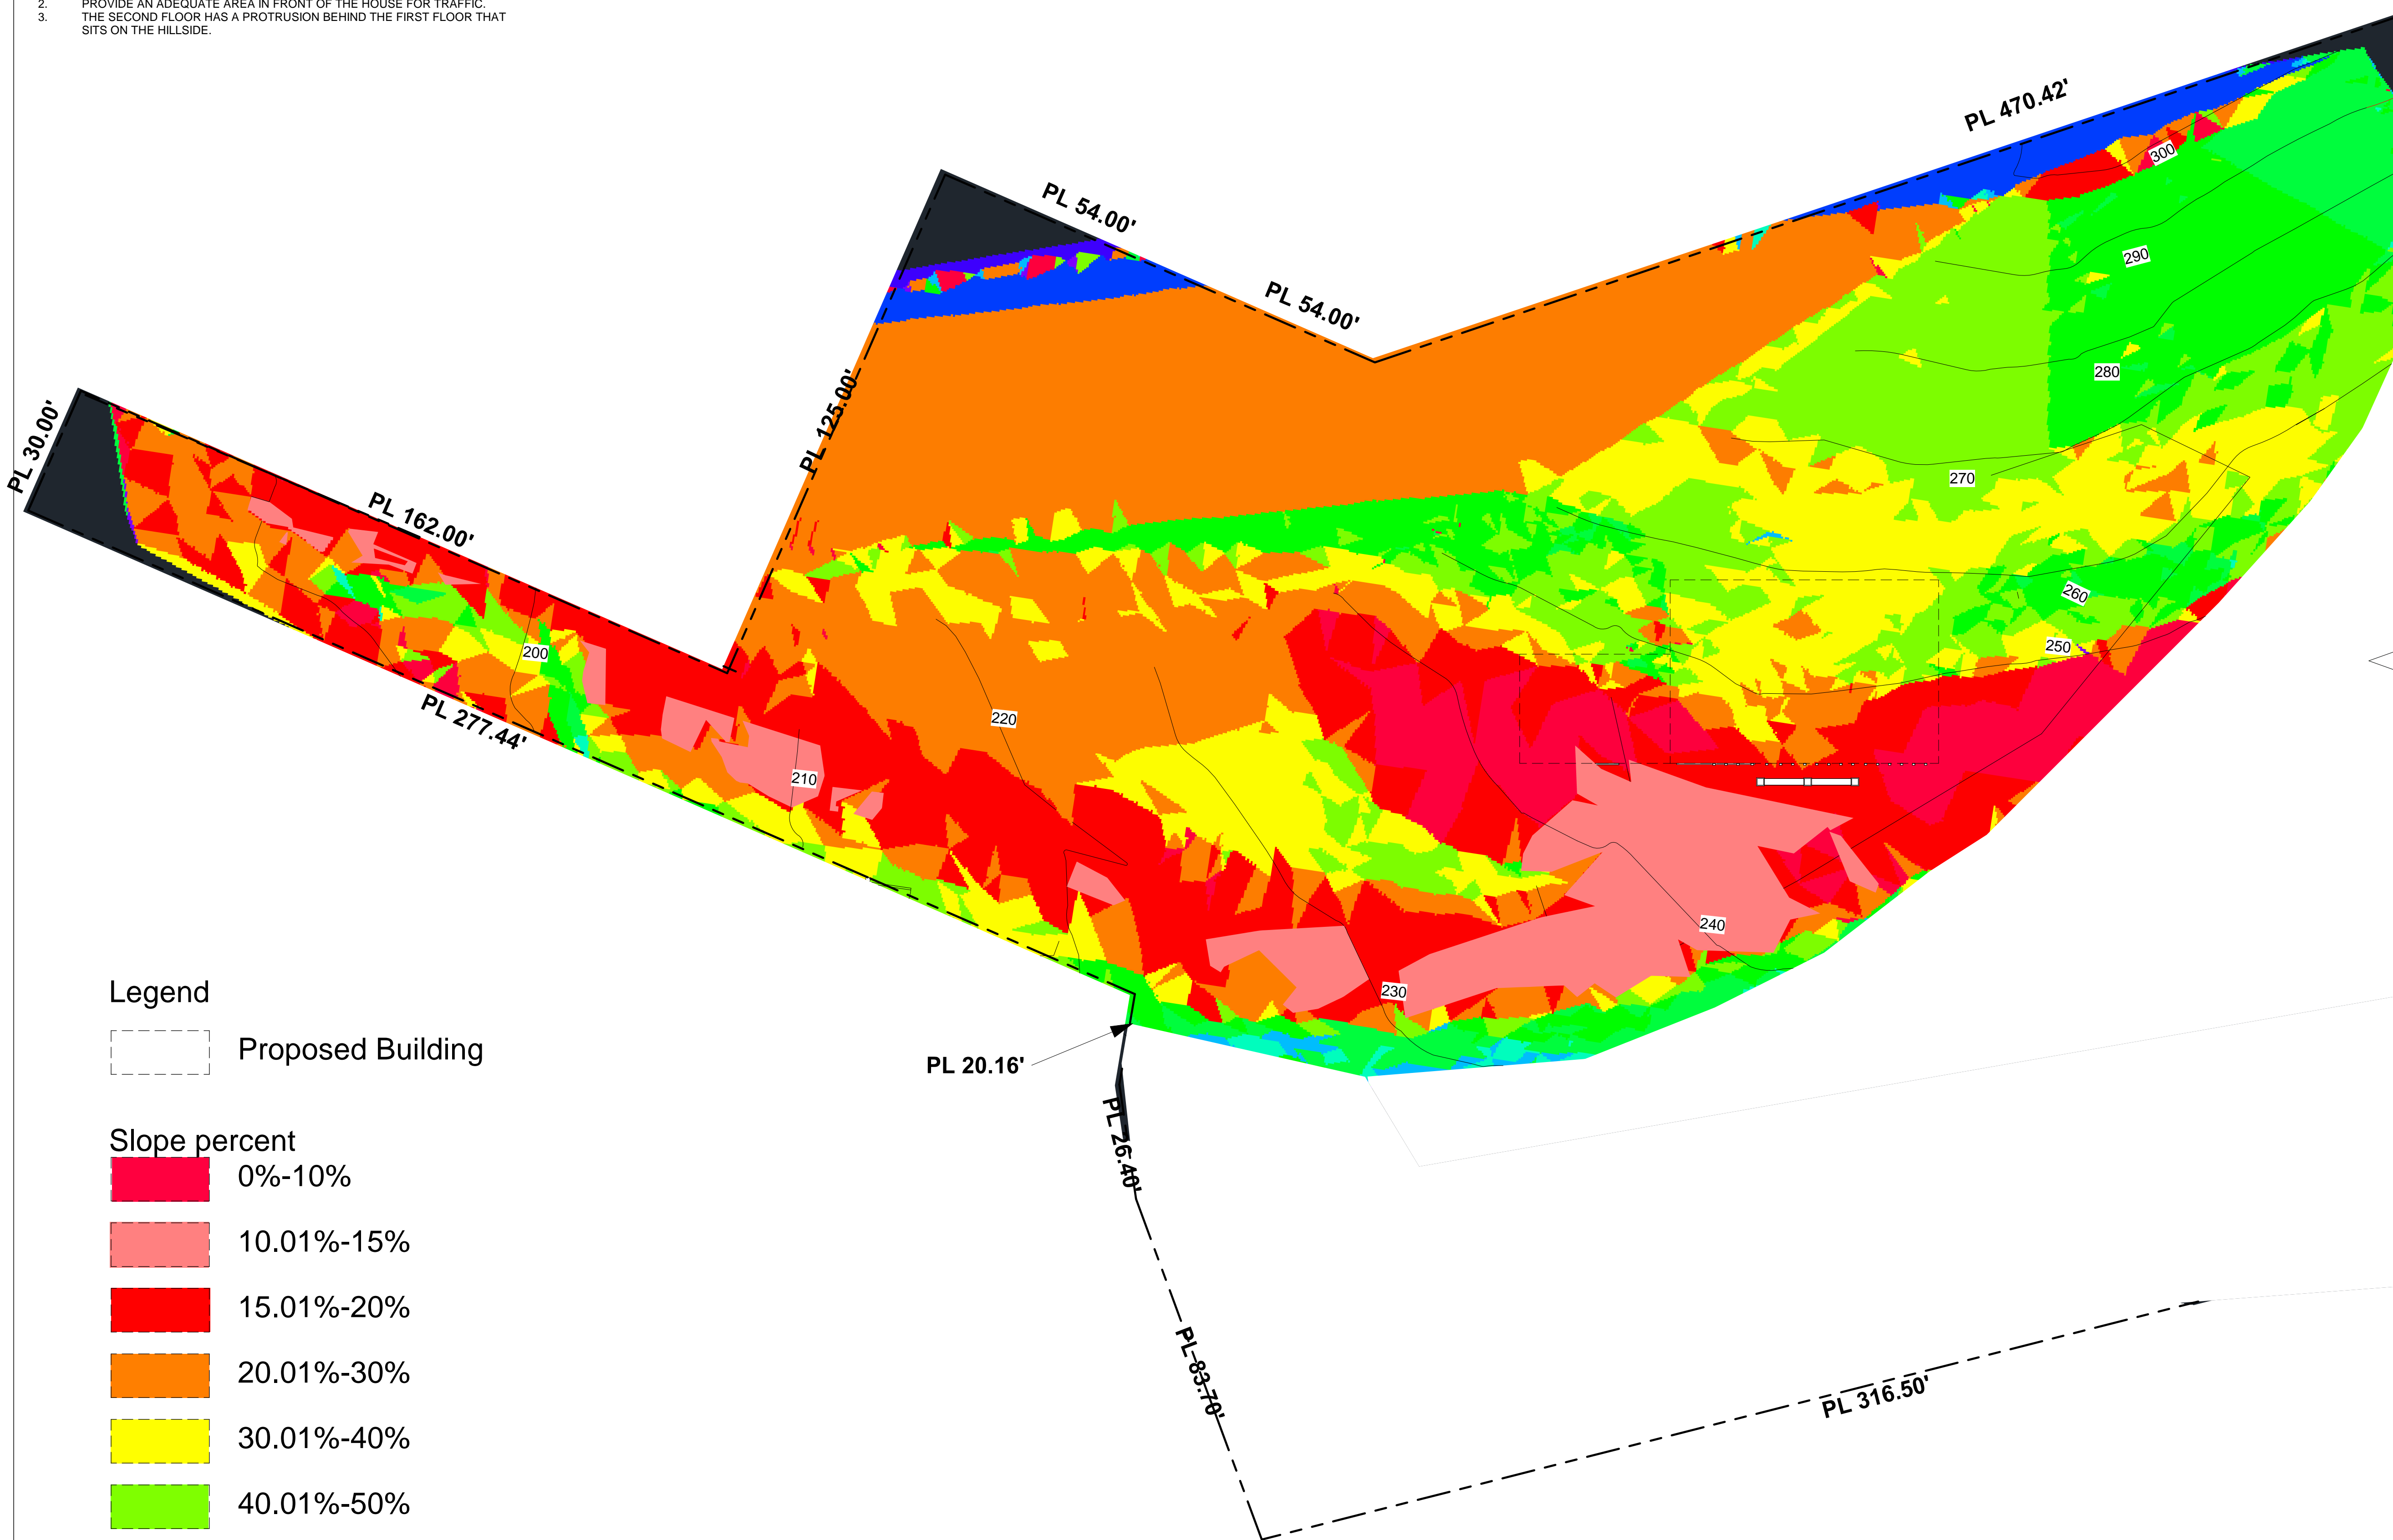 2. PROVIDE AN ADEQUATE AREA IN FRONT OF THE HOUSE FOR TRAFFIC.
3. THE SECOND FLOOR HAS A PROTRUSION BEHIND THE FIRST FLOOR THAT
SITS ON THE HILLSIDE.
PL 470.42'
300
PL 54.00'
290
PL 54.00'
280
PL 125.00'
PL 30.00'
270
PL 162.00'
260
250
200
220
PL 277.44'
210
240
230
PL 20.16'
PL 26.40'
PL 83.70'
PL 316.50'
Legend
Proposed Building
Slope percent
0%-10%
10.01%-15%
15.01%-20%
20.01%-30%
30.01%-40%
40.01%-50%